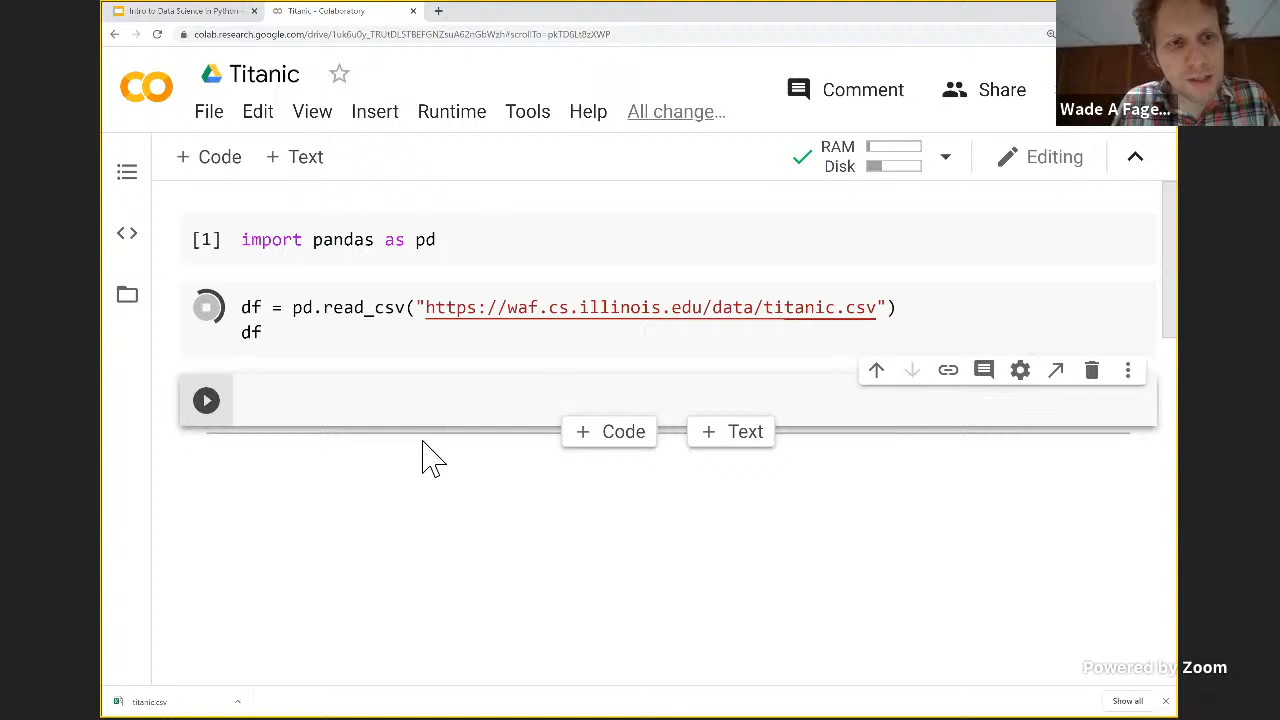 Intro to Data Science in Python -
Titanic - Colaboratory
colab.research.google.com/drive/1uk6u0y_TRUtDLSTBEFGNZsuA62nGbWzh#scrollTo=pkTD6Lt8zXWP
Titanic
Comment
Share
Wade A Fage...
File Edit View Insert Runtime Tools Help All change...
+ Code + Text
RAM
Disk
Editing
[1] import pandas as pd
df = pd.read_csv("https://waf.cs.illinois.edu/data/titanic.csv")
df
+ Code + Text
Powered by Zoom
titanic.csv
Show all